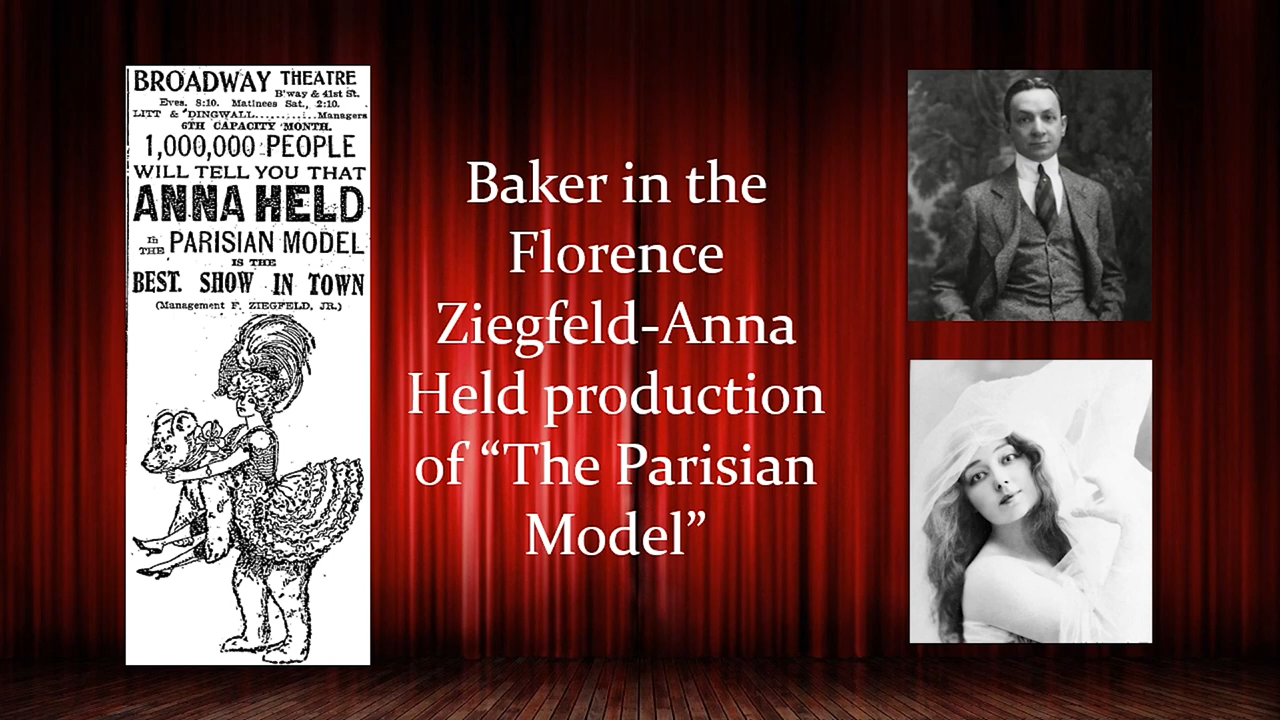 BROADWAY THEATRE
B'way & 41st St.
Eves. 8:10. Matinees Sat., 2:10.
LITT & DINGWALL............Managers
6TH CAPACITY MONTH.
1,000,000 PEOPLE
WILL TELL YOU THAT
ANNA HELD
in THE PARISIAN MODEL
IS THE
BEST. SHOW IN TOWN
(Management F. ZIEGFELD, JR.)
Baker in the
Florence
Ziegfeld-Anna
Held production
of “The Parisian
Model”